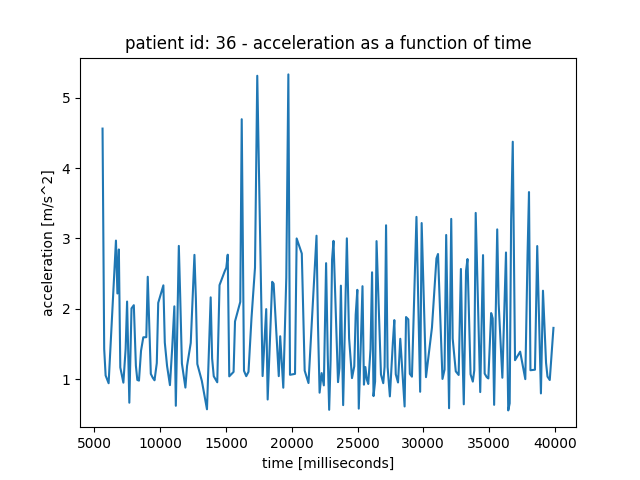 patient id: 36 - acceleration as a function of time
acceleration [m/s^2]
5
4
3
2
1
5000 10000 15000 20000 25000 30000 35000 40000
time [milliseconds]